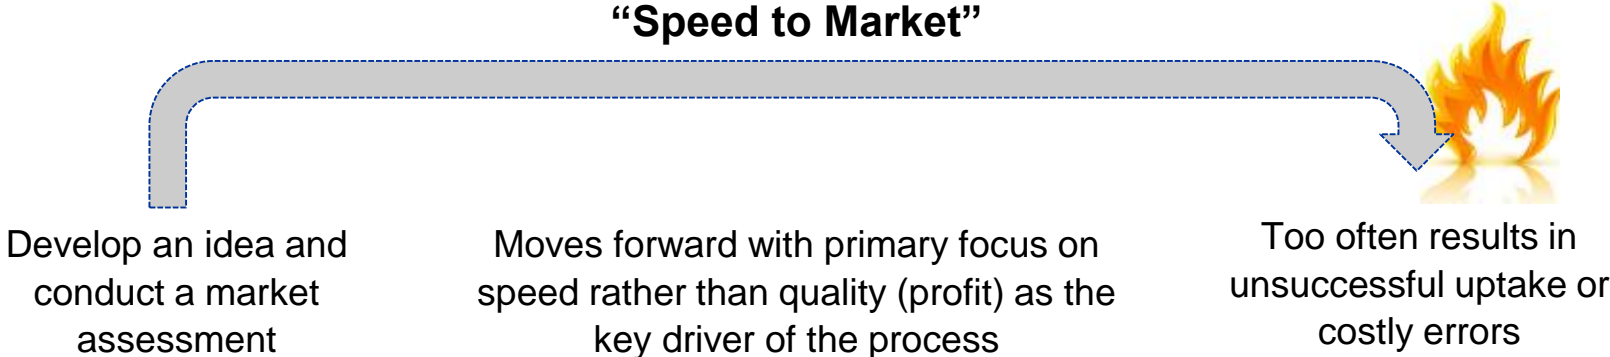 “Speed to Market”
Develop an idea and
conduct a market
assessment
Moves forward with primary focus on
speed rather than quality (profit) as the
key driver of the process
Too often results in
unsuccessful uptake or
costly errors